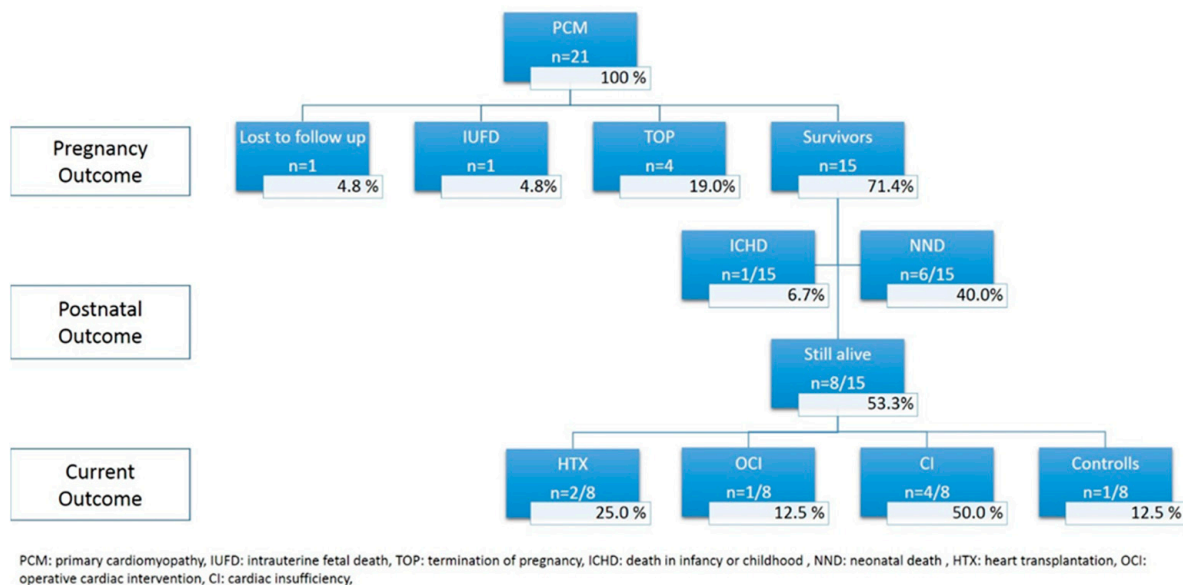 PCM
n=21
100 %
Pregnancy
Outcome
Lost to follow up
n=1
4.8 %
IUFD
n=1
4.8%
TOP
n=4
19.0%
Survivors
n=15
71.4%
Postnatal
Outcome
ICHD
n=1/15
6.7%
NND
n=6/15
40.0%
Still alive
n=8/15
53.3%
Current
Outcome
HTX
n=2/8
25.0 %
OCI
n=1/8
12.5 %
CI
n=4/8
50.0 %
Controlls
n=1/8
12.5 %
PCM: primary cardiomyopathy, IUFD: intrauterine fetal death, TOP: termination of pregnancy, ICHD: death in infancy or childhood , NND: neonatal death , HTX: heart transplantation, OCI:
operative cardiac intervention, CI: cardiac insufficiency,